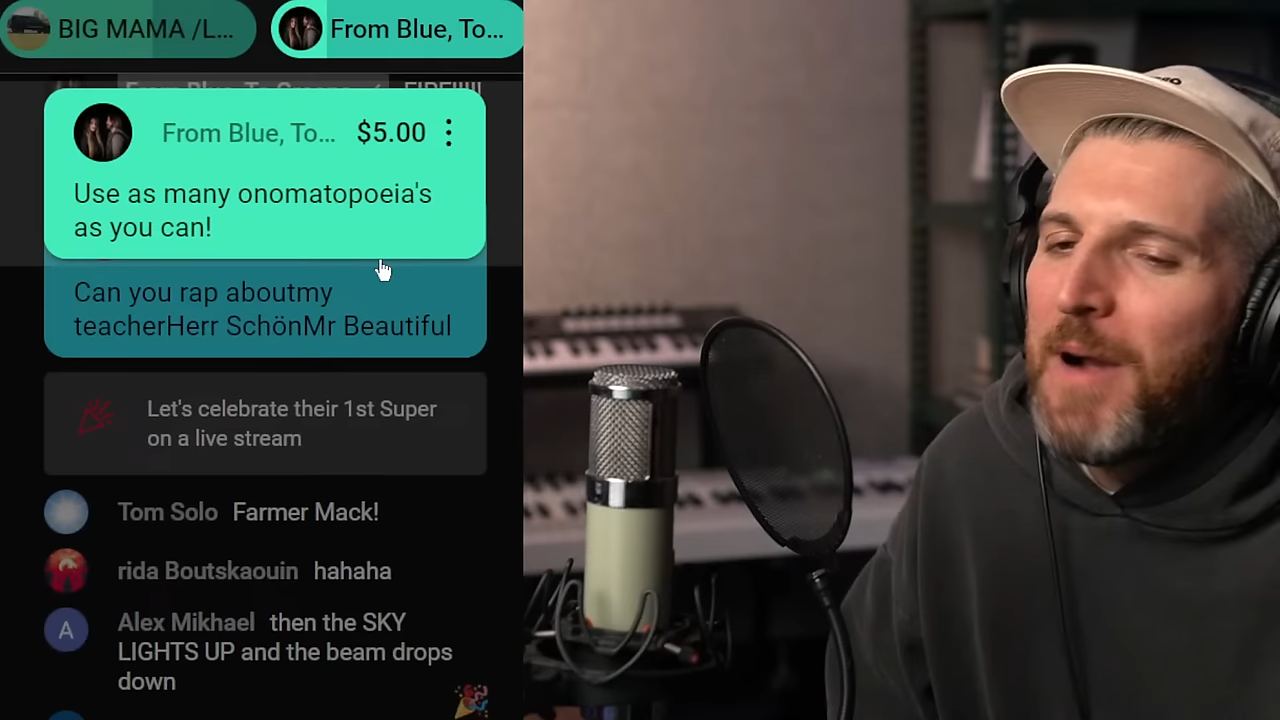 BIG MAMA /L...
From Blue, To...
From Blue, To... $5.00
Use as many onomatopoeia's
as you can!
Can you rap aboutmy
teacherHerr SchönMr Beautiful
Let's celebrate their 1st Super
on a live stream
Tom Solo Farmer Mack!
rida Boutskaouin hahaha
A
Alex Mikhael then the SKY
LIGHTS UP and the beam drops
down